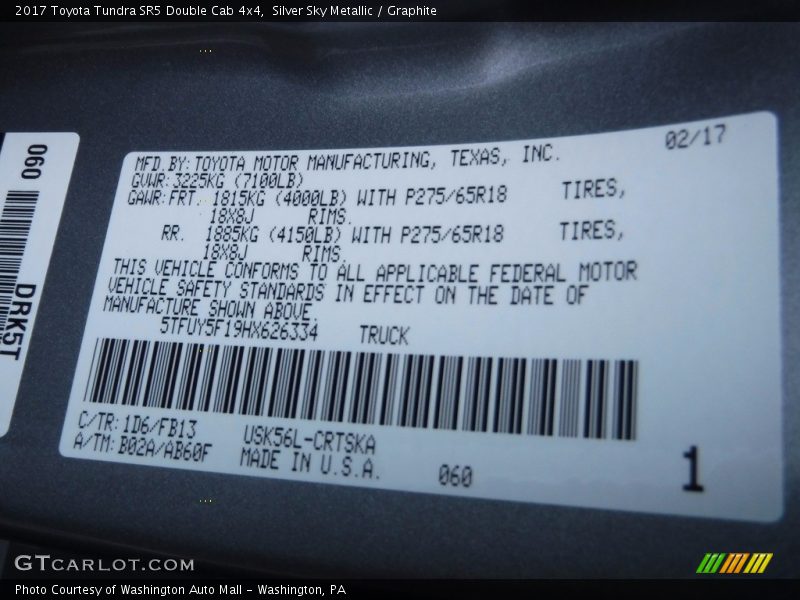 2017 Toyota Tundra SR5 Double Cab 4x4, Silver Sky Metallic / Graphite
02/17
MFD.BY: TOYOTA MOTOR MANUFACTURING, TEXAS, INC.
GVWR: 3225KG (7100LB)
GAWR: FRT. 1815KG (4000LB) WITH P275/65R18 TIRES,
18X8J RIMS.
RR. 1885KG (4150LB) WITH P275/65R18 TIRES,
18X8J RIMS.
THIS VEHICLE CONFORMS TO ALL APPLICABLE FEDERAL MOTOR
VEHICLE SAFETY STANDARDS IN EFFECT ON THE DATE OF
MANUFACTURE SHOWN ABOVE.
5TFUY5F19HX626334 TRUCK
C/TR: 1D6/FB13 USK56L-CRTSKA
A/TM: B02A/AB60F MADE IN U.S.A. 060
1
060
DRK5T
GTCARLOT.COM
Photo Courtesy of Washington Auto Mall - Washington, PA